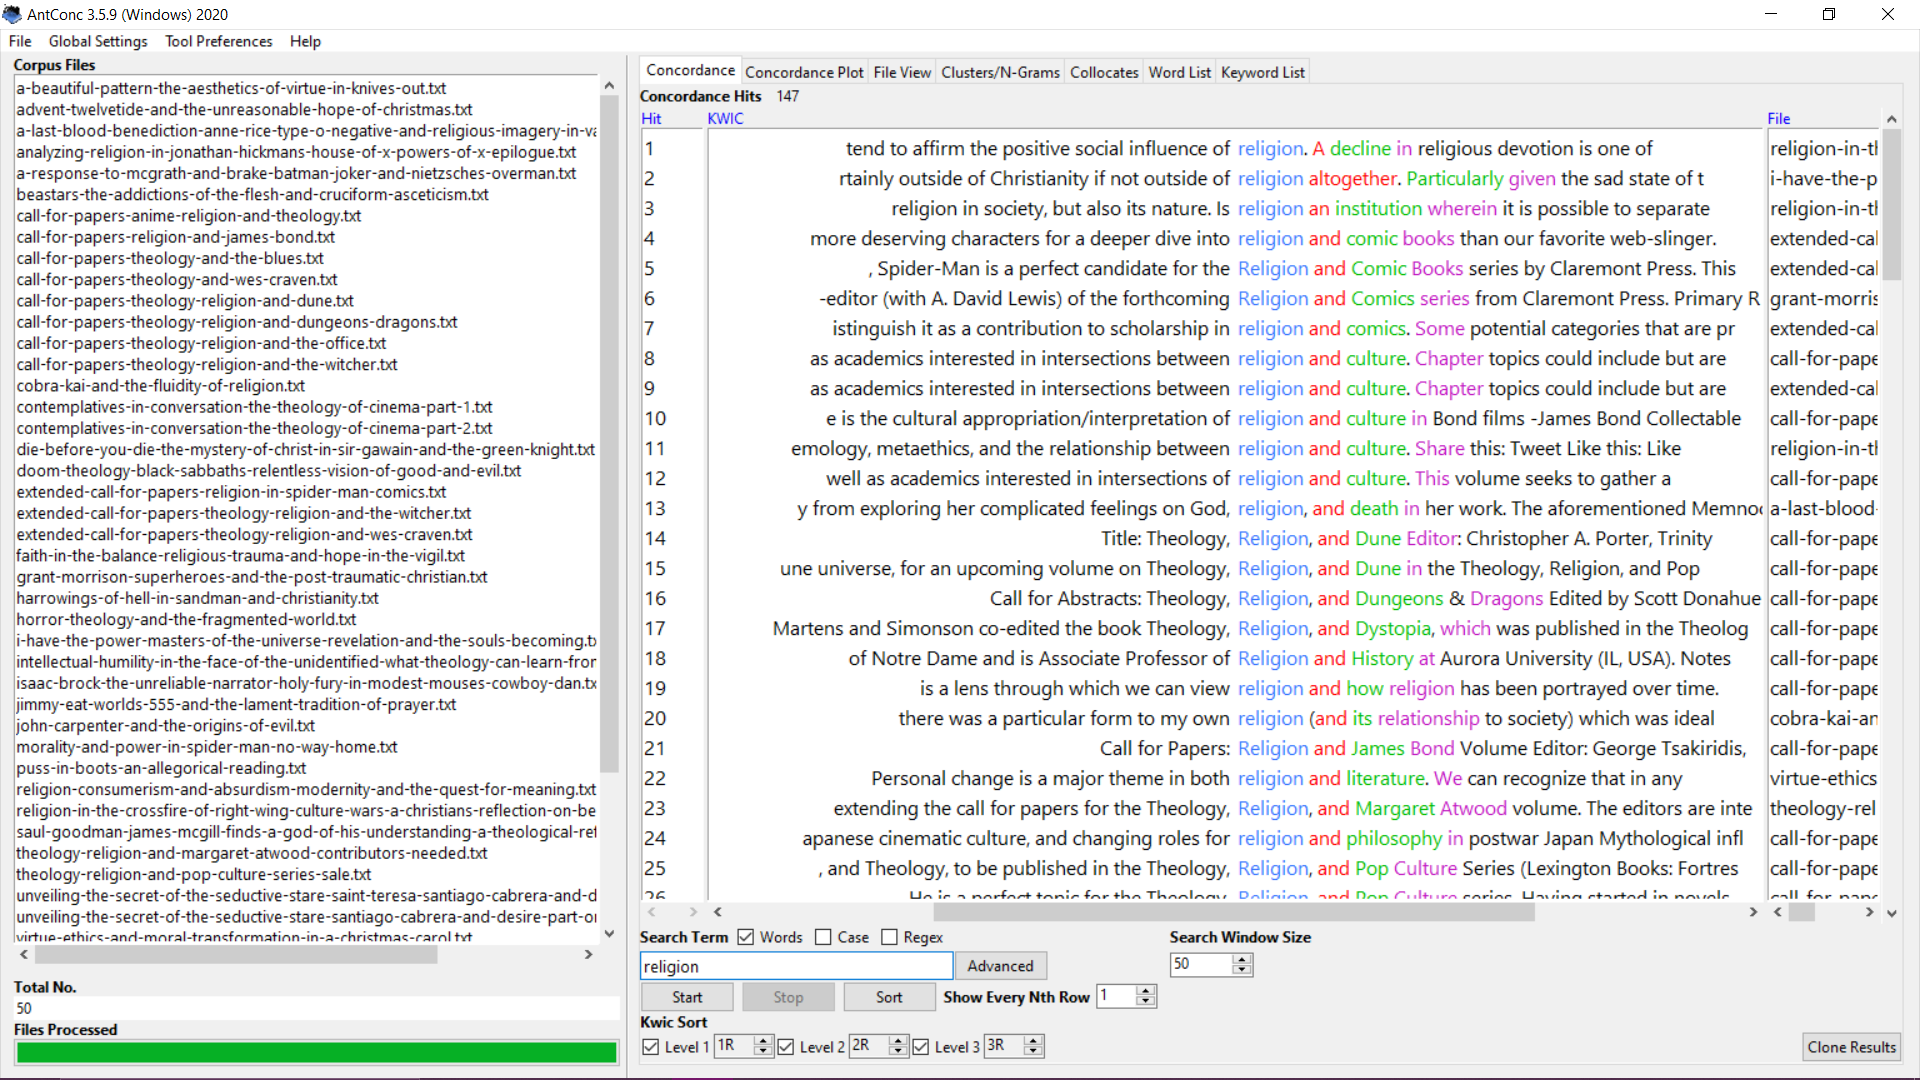 AntConc 3.5.9 (Windows) 2020
File Global Settings Tool Preferences Help
Corpus Files
a-beautiful-pattern-the-aesthetics-of-virtue-in-knives-out.txt
advent-twelvetide-and-the-unreasonable-hope-of-christmas.txt
a-last-blood-benediction-anne-rice-type-o-negative-and-religious-imagery-in-va
analyzing-religion-in-jonathan-hickmans-house-of-x-powers-of-x-epilogue.txt
a-response-to-mcgrath-and-brake-batman-joker-and-nietzsches-overman.txt
beastars-the-addictions-of-the-flesh-and-cruciform-asceticism.txt
call-for-papers-anime-religion-and-theology.txt
call-for-papers-religion-and-james-bond.txt
call-for-papers-theology-and-the-blues.txt
call-for-papers-theology-and-wes-craven.txt
call-for-papers-theology-religion-and-dune.txt
call-for-papers-theology-religion-and-dungeons-dragons.txt
call-for-papers-theology-religion-and-the-office.txt
call-for-papers-theology-religion-and-the-witcher.txt
cobra-kai-and-the-fluidity-of-religion.txt
contemplatives-in-conversation-the-theology-of-cinema-part-1.txt
contemplatives-in-conversation-the-theology-of-cinema-part-2.txt
die-before-you-die-the-mystery-of-christ-in-sir-gawain-and-the-green-knight.txt
doom-theology-black-sabbaths-relentless-vision-of-good-and-evil.txt
extended-call-for-papers-religion-in-spider-man-comics.txt
extended-call-for-papers-theology-religion-and-the-witcher.txt
extended-call-for-papers-theology-religion-and-wes-craven.txt
faith-in-the-balance-religious-trauma-and-hope-in-the-vigil.txt
grant-morrison-superheroes-and-the-post-traumatic-christian.txt
harrowings-of-hell-in-sandman-and-christianity.txt
horror-theology-and-the-fragmented-world.txt
i-have-the-power-masters-of-the-universe-revelation-and-the-souls-becoming.tx
intellectual-humility-in-the-face-of-the-unidentified-what-theology-can-learn-fror
isaac-brock-the-unreliable-narrator-holy-fury-in-modest-mouses-cowboy-dan.tx
jimmy-eat-worlds-555-and-the-lament-tradition-of-prayer.txt
john-carpenter-and-the-origins-of-evil.txt
morality-and-power-in-spider-man-no-way-home.txt
puss-in-boots-an-allegorical-reading.txt
religion-consumerism-and-absurdism-modernity-and-the-quest-for-meaning.txt
religion-in-the-crossfire-of-right-wing-culture-wars-a-christians-reflection-on-be
saul-goodman-james-mcgill-finds-a-god-of-his-understanding-a-theological-ref
theology-religion-and-margaret-atwood-contributors-needed.txt
theology-religion-and-pop-culture-series-sale.txt
unveiling-the-secret-of-the-seductive-stare-saint-teresa-santiago-cabrera-and-d
unveiling-the-secret-of-the-seductive-stare-santiago-cabrera-and-desire-part-or
virtue-ethics-and-moral-transformation-in-a-christmas-carol.txt
Total No.
50
Files Processed
Concordance Concordance Plot File View Clusters/N-Grams Collocates Word List Keyword List
Concordance Hits 147
Hit KWIC File
1 tend to affirm the positive social influence of religion. A decline in religious devotion is one of religion-in-th
2 rtainly outside of Christianity if not outside of religion altogether. Particularly given the sad state of t i-have-the-p
3 religion in society, but also its nature. Is religion an institution wherein it is possible to separate religion-in-th
4 more deserving characters for a deeper dive into religion and comic books than our favorite web-slinger. extended-cal
5 , Spider-Man is a perfect candidate for the Religion and Comic Books series by Claremont Press. This extended-cal
6 -editor (with A. David Lewis) of the forthcoming Religion and Comics series from Claremont Press. Primary R grant-morris
7 istinguish it as a contribution to scholarship in religion and comics. Some potential categories that are pr extended-cal
8 as academics interested in intersections between religion and culture. Chapter topics could include but are call-for-pape
9 as academics interested in intersections between religion and culture. Chapter topics could include but are extended-cal
10 e is the cultural appropriation/interpretation of religion and culture in Bond films -James Bond Collectable call-for-pape
11 emology, metaethics, and the relationship between religion and culture. Share this: Tweet Like this: Like religion-in-th
12 well as academics interested in intersections of religion and culture. This volume seeks to gather a call-for-pape
13 y from exploring her complicated feelings on God, religion, and death in her work. The aforementioned Memnoc a-last-blood-
14 Title: Theology, Religion, and Dune Editor: Christopher A. Porter, Trinity call-for-pape
15 une universe, for an upcoming volume on Theology, Religion, and Dune in the Theology, Religion, and Pop call-for-pape
16 Call for Abstracts: Theology, Religion, and Dungeons & Dragons Edited by Scott Donahue call-for-pape
17 Martens and Simonson co-edited the book Theology, Religion, and Dystopia, which was published in the Theolog call-for-pape
18 of Notre Dame and is Associate Professor of Religion and History at Aurora University (IL, USA). Notes call-for-pape
19 is a lens through which we can view religion and how religion has been portrayed over time. call-for-pape
20 there was a particular form to my own religion (and its relationship to society) which was ideal cobra-kai-an
21 Call for Papers: Religion and James Bond Volume Editor: George Tsakiridis, call-for-pape
22 Personal change is a major theme in both religion and literature. We can recognize that in any virtue-ethics
23 extending the call for papers for the Theology, Religion, and Margaret Atwood volume. The editors are inte theology-rel
24 apanese cinematic culture, and changing roles for religion and philosophy in postwar Japan Mythological infl call-for-pape
25 , and Theology, to be published in the Theology, Religion, and Pop Culture Series (Lexington Books: Fortres call-for-pape
26 He is a perfect topic for the Theology, Religion, and Pop Culture series. Having started in novels call-for-pape
Search Term Words Case Regex Search Window Size
religion Advanced 50
Start Stop Sort Show Every Nth Row 1
Kwic Sort
Level 1 1R Level 2 2R Level 3 3R Clone Results